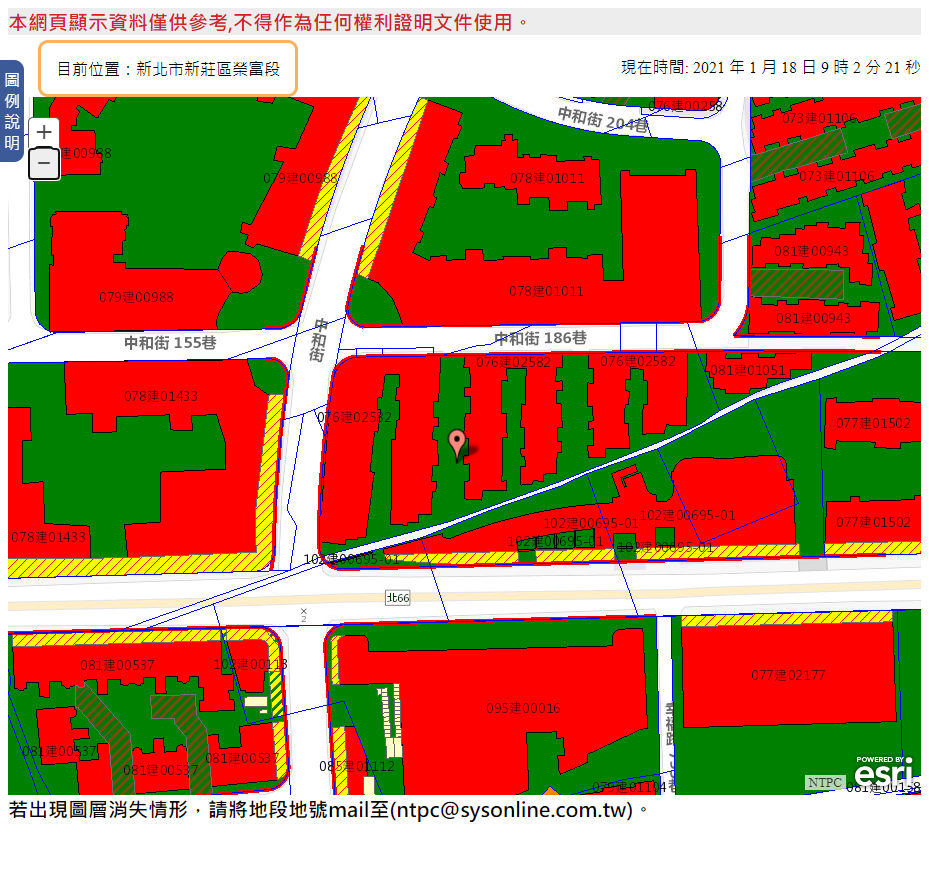 本網頁顯示資料僅供參考,不得作為任何權利證明文件使用。
目前位置：新北市新莊區榮富段
現在時間: 2021 年 1 月 18 日 9 時 2 分 21 秒
圖例說明
+
−
076建00258
中和街 204巷
073建01106
建00988
079建00988
078建01011
073建01106
081建00943
079建00988
078建01011
081建00943
中和街 155巷
中和街
中和街 186巷
076建02582
076建02582
081建01051
078建01433
076建02582
077建01502
102建00695-01
102建00695-01
077建01502
078建01433
102建00695-01
102建00695-01
102建00695-01
北66
×
2
081建00537
102建00113
077建02177
095建00016
081建00537
081建00537
081建00537
085建01112
079建01104
POWERED BY
esri
NTPC
若出現圖層消失情形，請將地段地號mail至(ntpc@sysonline.com.tw)。